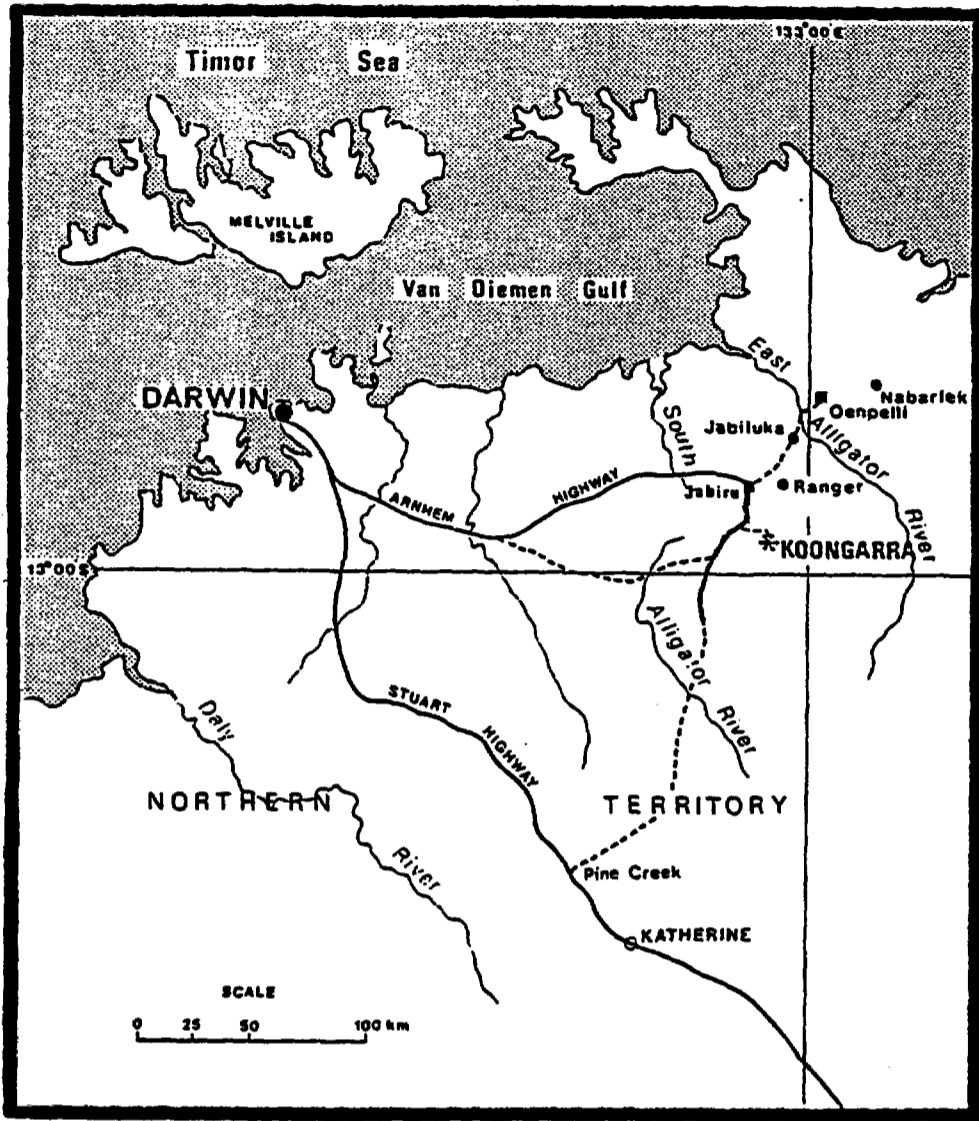 133°00'E
Timor Sea
MELVILLE
ISLAND
Van Diemen Gulf
East
DARWIN
Nabarlek
Oenpelli
South
Jabiluka
Alligator
River
HIGHWAY
Jabiru
Ranger
ARNHEM
KOONGARRA
13°00'S
Alligator
River
STUART
HIGHWAY
Daly
River
NORTHERN TERRITORY
Pine Creek
KATHERINE
SCALE
0 25 50 100 km